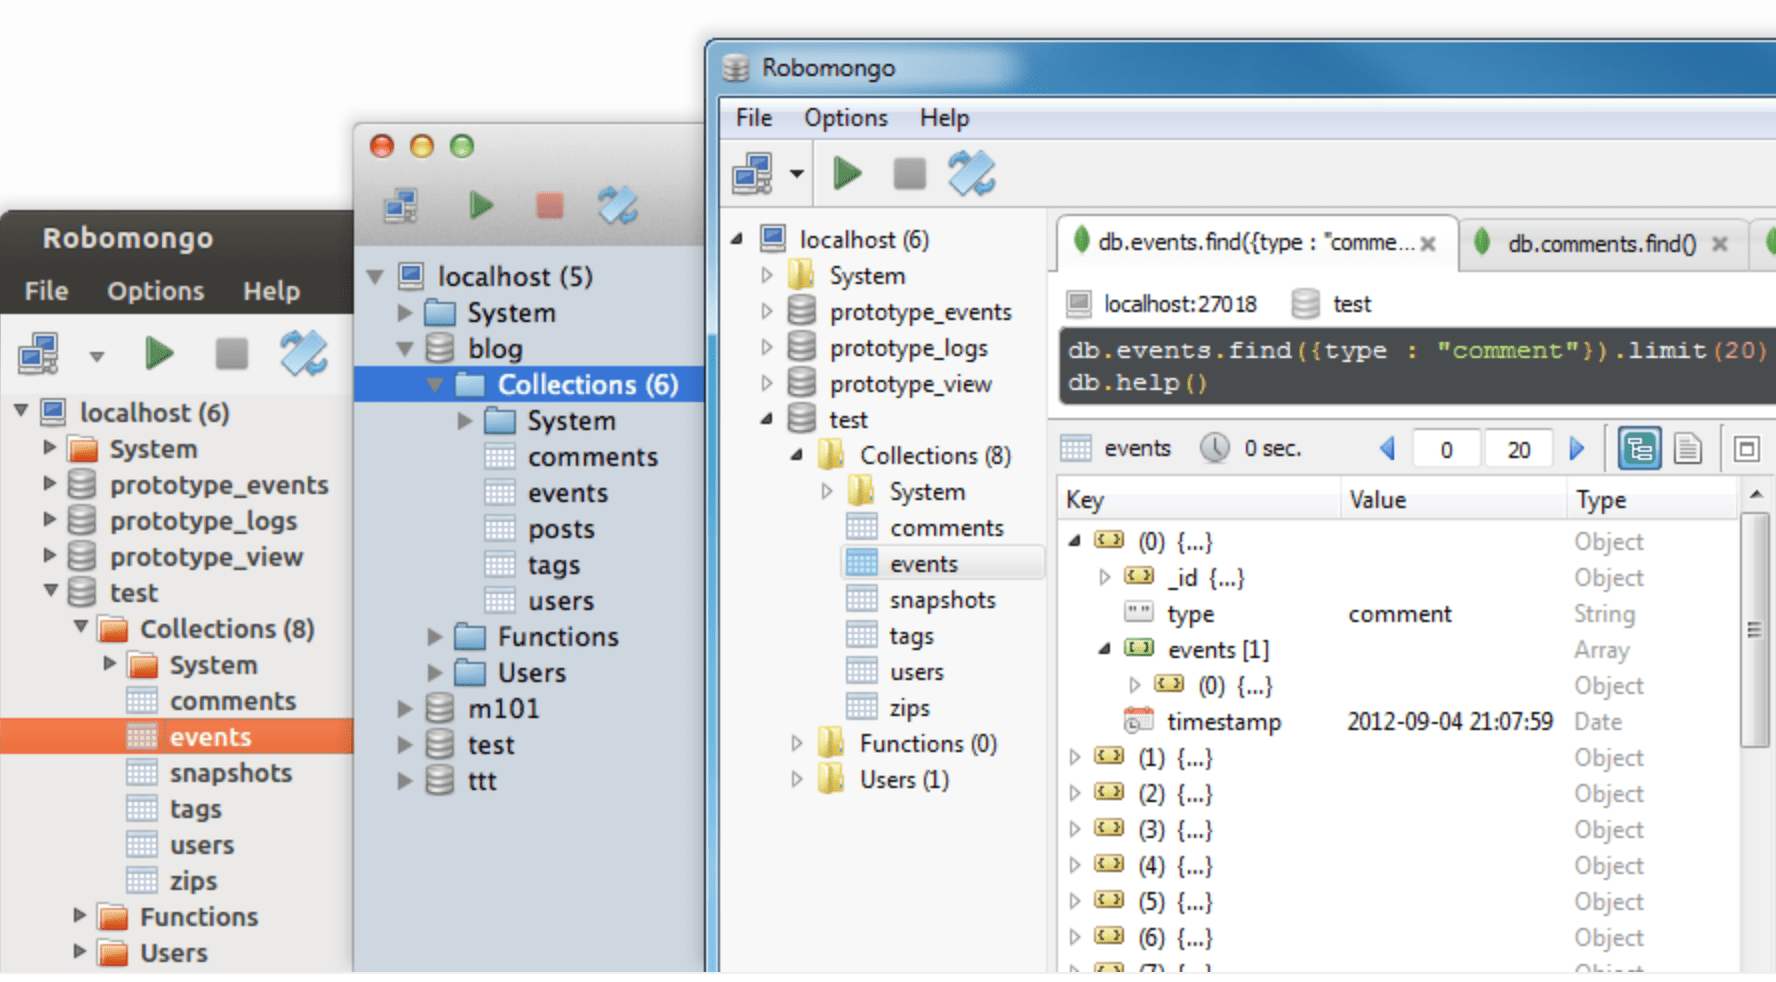 Robomongo
File Options Help
localhost (6)
System
prototype_events
prototype_logs
prototype_view
test
Collections (8)
System
comments
events
snapshots
tags
users
zips
Functions
Users
localhost (5)
System
blog
Collections (6)
System
comments
events
posts
tags
users
Functions
Users
m101
test
ttt
Robomongo
File Options Help
localhost (6)
System
prototype_events
prototype_logs
prototype_view
test
Collections (8)
System
comments
events
snapshots
tags
users
zips
Functions (0)
Users (1)
db.events.find({type : "comme... db.comments.find()
localhost:27018 test
db.events.find({type : "comment"}).limit(20)
db.help()
events 0 sec. 0 20
Key Value Type
(0) {...} Object
_id {...} Object
type comment String
events [1] Array
(0) {...} Object
timestamp 2012-09-04 21:07:59 Date
(1) {...} Object
(2) {...} Object
(3) {...} Object
(4) {...} Object
(5) {...} Object
(6) {...} Object